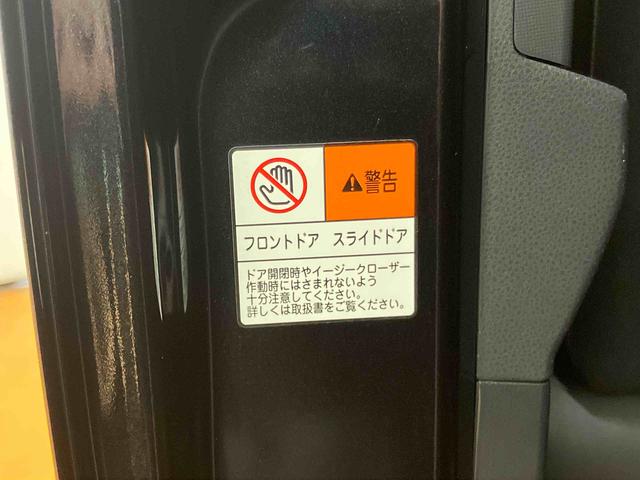 ⚠警告
フロントドア スライドドア
ドア開閉時やイージークローザー
作動時にはさまれないよう
十分注意してください。
詳しくは取扱書をご覧ください。